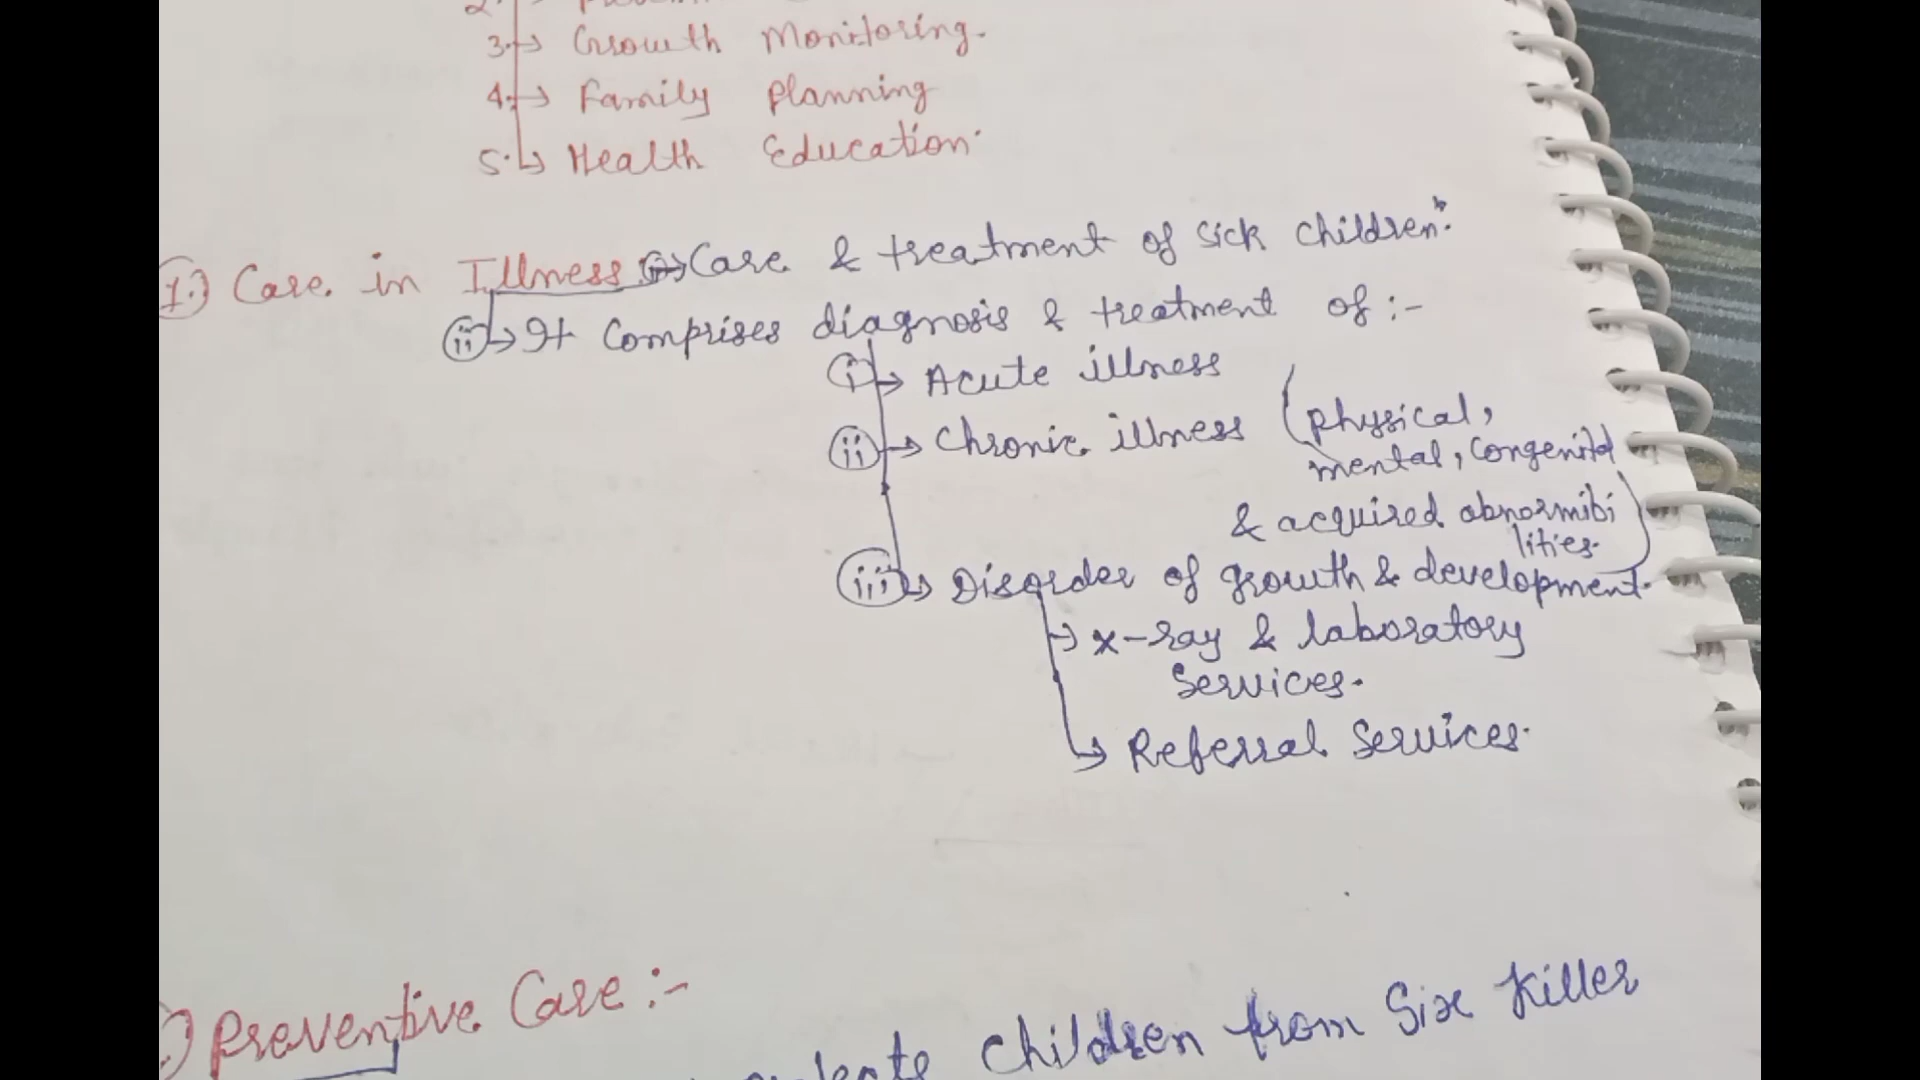 3.→ Growth Monitoring.
4.→ Family Planning
5.↳ Health Education.
1.) Care in Illness :→ Care & treatment of sick children.
(ii)↳ It Comprises diagnosis & treatment of :-
(i)→ Acute illness
(ii)→ Chronic illness (physical,
mental, Congenital
& acquired abnormibi
lities.)
(iii)↳ Disorder of growth & development.
→ x-ray & laboratory
Services.
↳ Referral Services.
.) Preventive Care :-
children from Six Killer